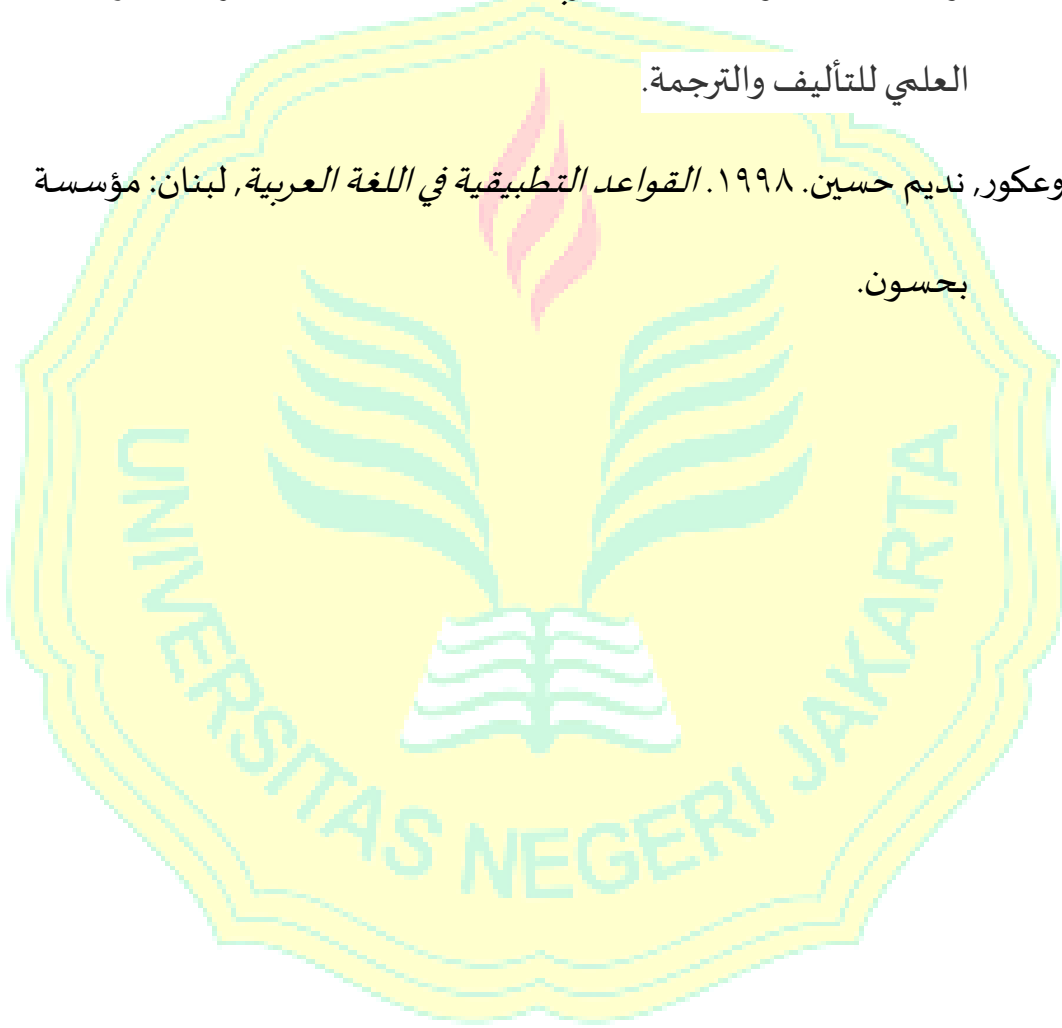 العلمي للتأليف والترجمة.
وعكور, نديم حسين. ١٩٩٨. القواعد التطبيقية في اللغة العربية, لبنان: مؤسسة
بحسون.
UNIVERSITAS NEGERI JAKARTA